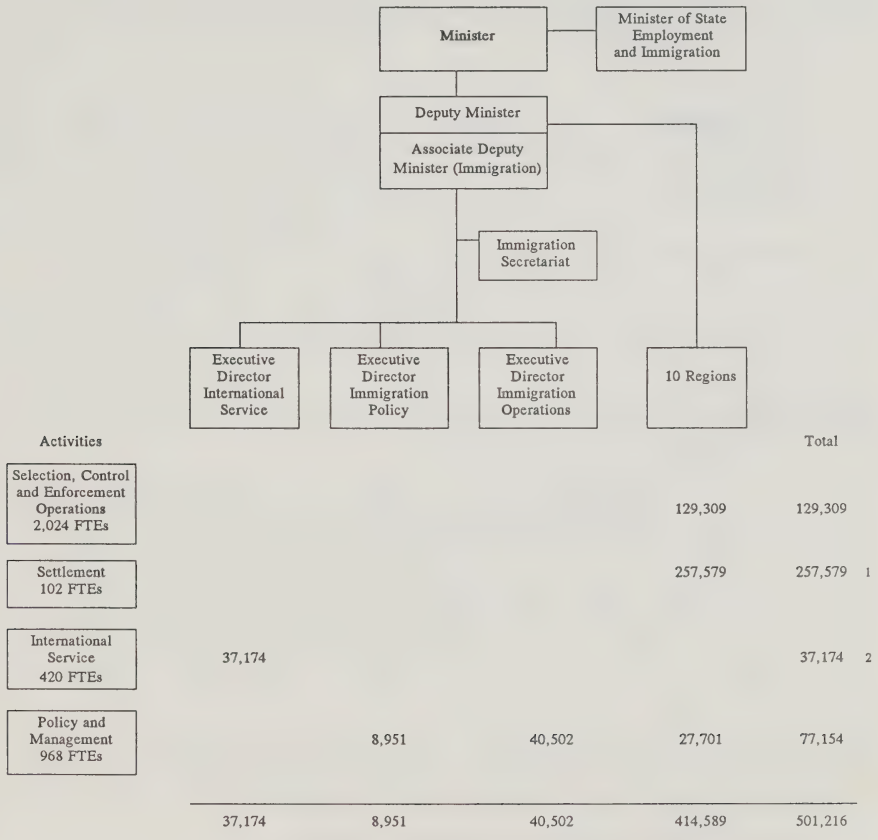 Minister
Minister of State
Employment
and Immigration
Deputy Minister
Associate Deputy
Minister (Immigration)
Immigration
Secretariat
Executive
Director
International
Service
Executive
Director
Immigration
Policy
Executive
Director
Immigration
Operations
10 Regions
Activities
Total
Selection, Control
and Enforcement
Operations
2,024 FTEs
129,309 129,309
Settlement
102 FTEs
257,579 257,579 1
International
Service
420 FTEs
37,174 37,174 2
Policy and
Management
968 FTEs
8,951 40,502 27,701 77,154
37,174 8,951 40,502 414,589 501,216